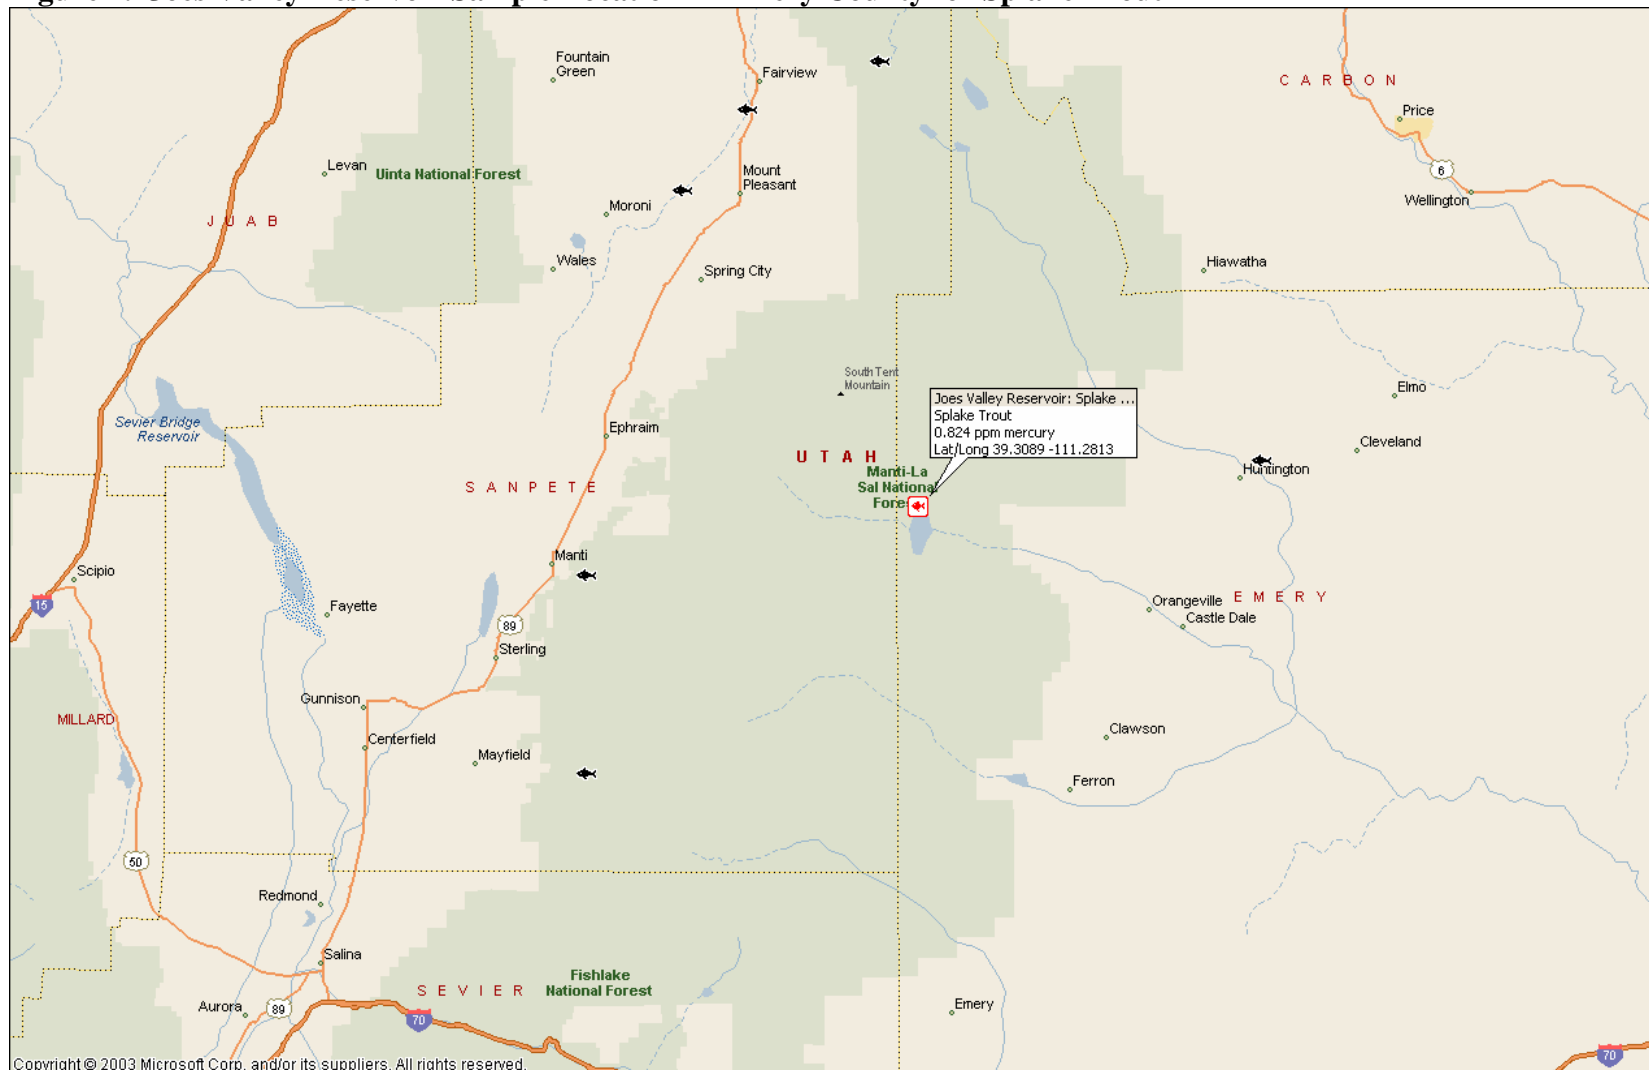 Fountain
Green
Fairview
CARBON
Price
Levan
Uinta National Forest
Mount
Pleasant
6
Moroni
Wellington
JUAB
Wales
Spring City
Hiawatha
South Tent
Mountain
Joes Valley Reservoir: Splake ...
Splake Trout
0.824 ppm mercury
Lat/Long 39.3089 -111.2813
Elmo
Sevier Bridge
Reservoir
Ephraim
Cleveland
UTAH
Manti-La
Sal National
Huntington
SANPETE
Manti
Scipio
15
Fayette
Orangeville
EMERY
Castle Dale
89
Sterling
Gunnison
MILLARD
Centerfield
Mayfield
Clawson
Ferron
50
Redmond
Salina
Fishlake
National Forest
SEVIER
Aurora
89
70
Emery
70
Copyright © 2003 Microsoft Corp. and/or its suppliers. All rights reserved.